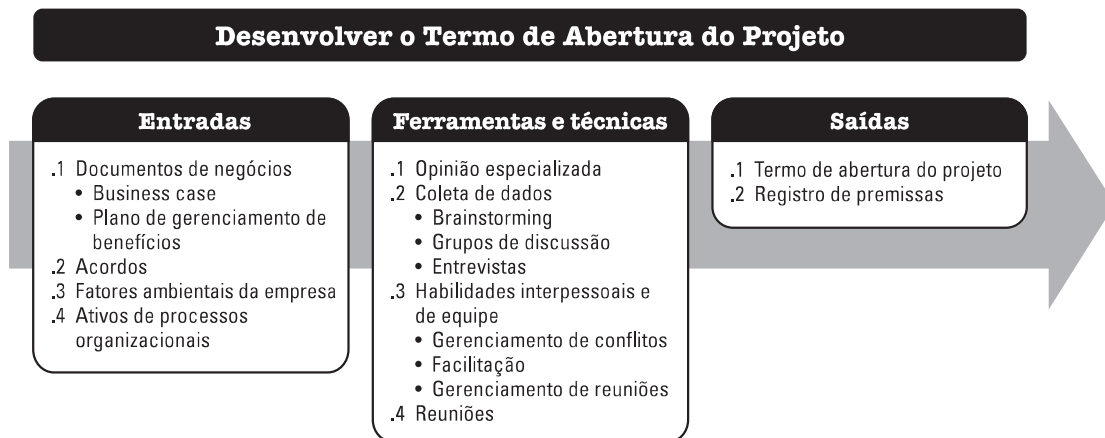 Desenvolver o Termo de Abertura do Projeto
Entradas
.1 Documentos de negócios
• Business case
• Plano de gerenciamento de
benefícios
.2 Acordos
.3 Fatores ambientais da empresa
.4 Ativos de processos
organizacionais
Ferramentas e técnicas
.1 Opinião especializada
.2 Coleta de dados
• Brainstorming
• Grupos de discussão
• Entrevistas
.3 Habilidades interpessoais e
de equipe
• Gerenciamento de conflitos
• Facilitação
• Gerenciamento de reuniões
.4 Reuniões
Saídas
.1 Termo de abertura do projeto
.2 Registro de premissas